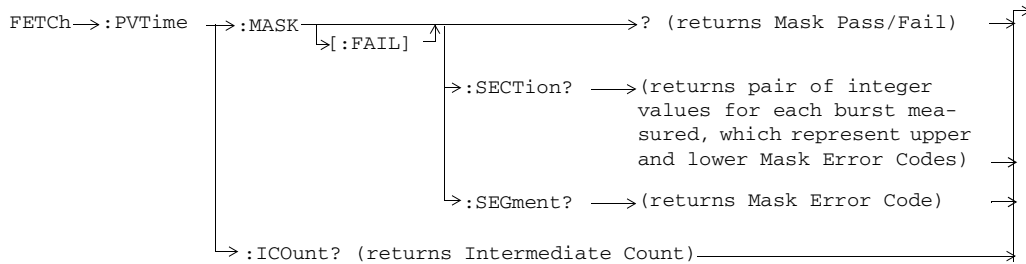 FETCh :PVTime :MASK ? (returns Mask Pass/Fail)
[:FAIL]
:SECTion? (returns pair of integer
values for each burst mea-
sured, which represent upper
and lower Mask Error Codes)
:SEGment? (returns Mask Error Code)
:ICOunt? (returns Intermediate Count)